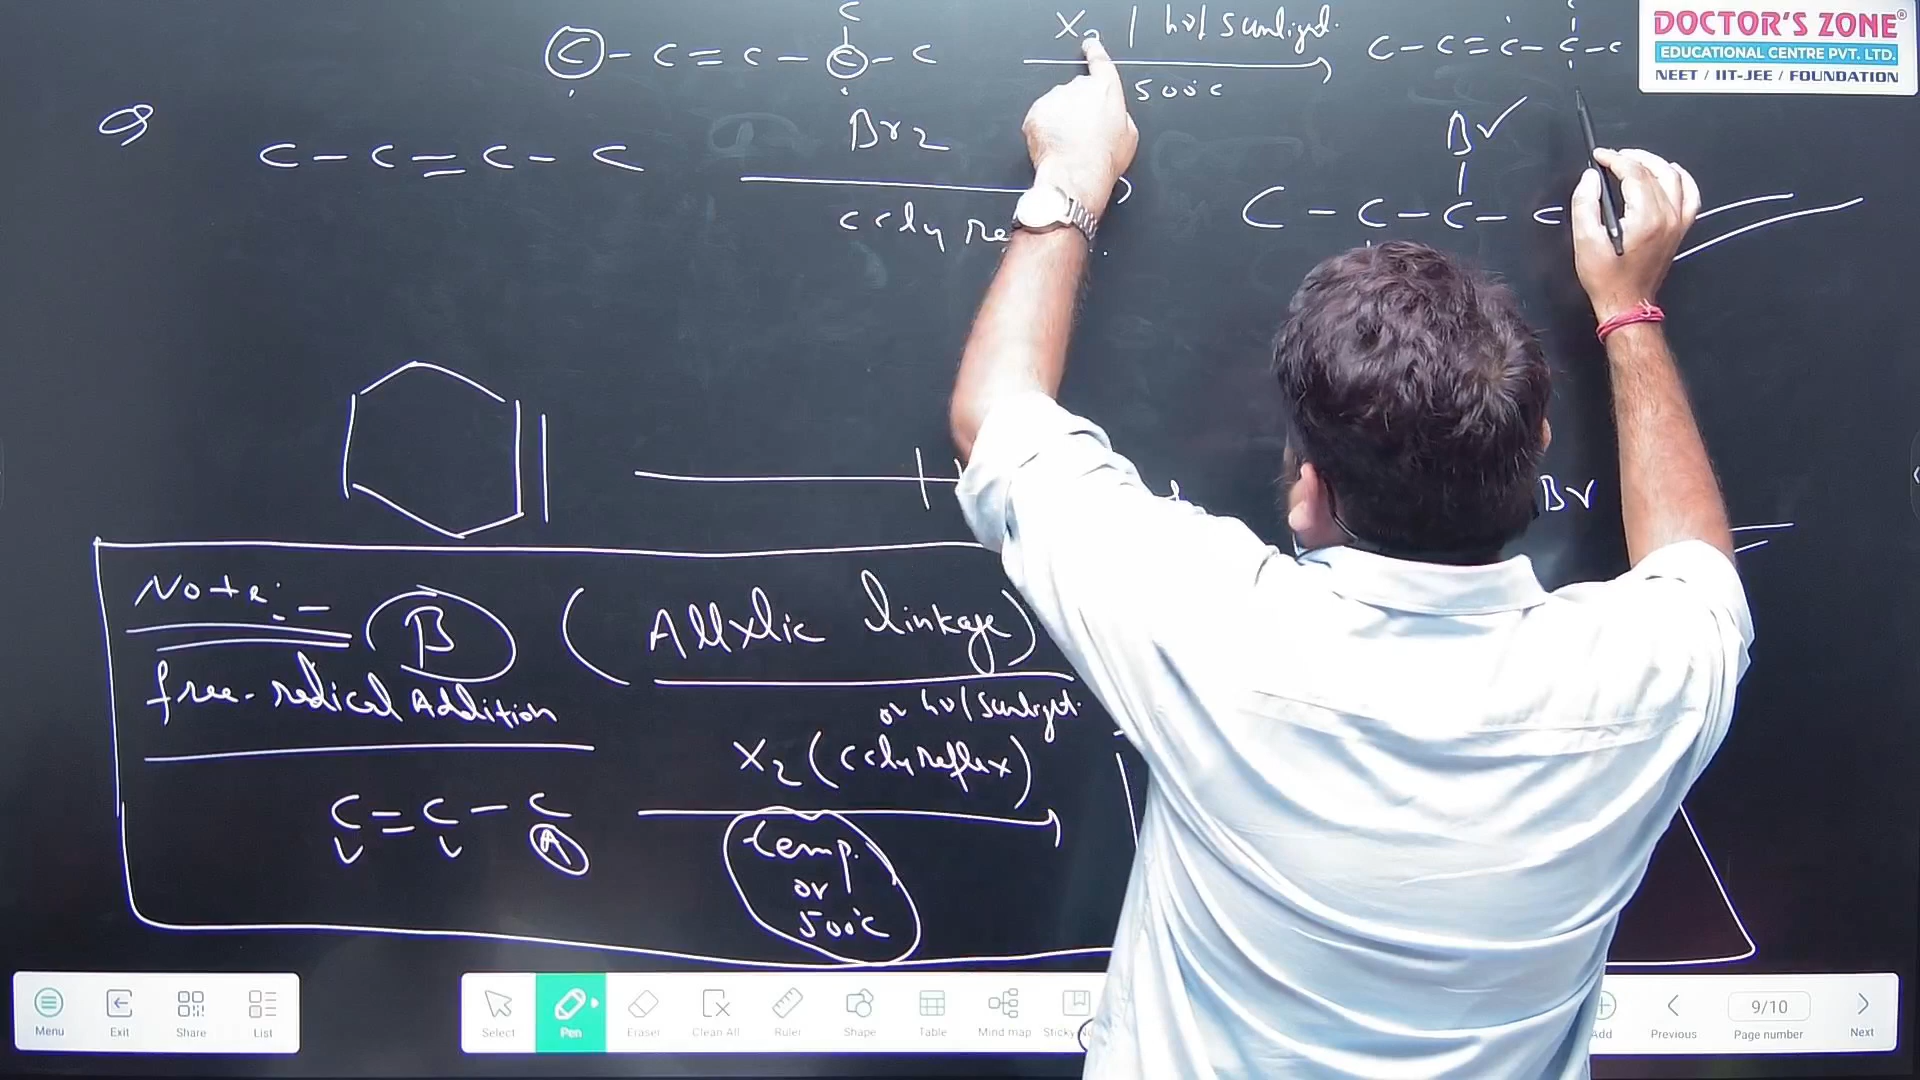 C
C - C = C - C - C
X2 / hν/ Sunlight.
500°C
C - C = C - C - C
DOCTOR'S ZONE®
EDUCATIONAL CENTRE PVT. LTD.
NEET / IIT-JEE / FOUNDATION
Q
C - C = C - C
Br2
CCl4
Br
C - C - C - C
Br
Note:-
B
(Allylic linkage)
free-radical Addition
or hν/Sunlight.
X2 (CCl4 reflex)
C = C - C
A
temp.
or
500°C
Menu
Exit
Share
List
Select
Pen
Eraser
Clean All
Ruler
Shape
Table
Mind map
Sticky
Add
Previous
9/10
Page number
Next